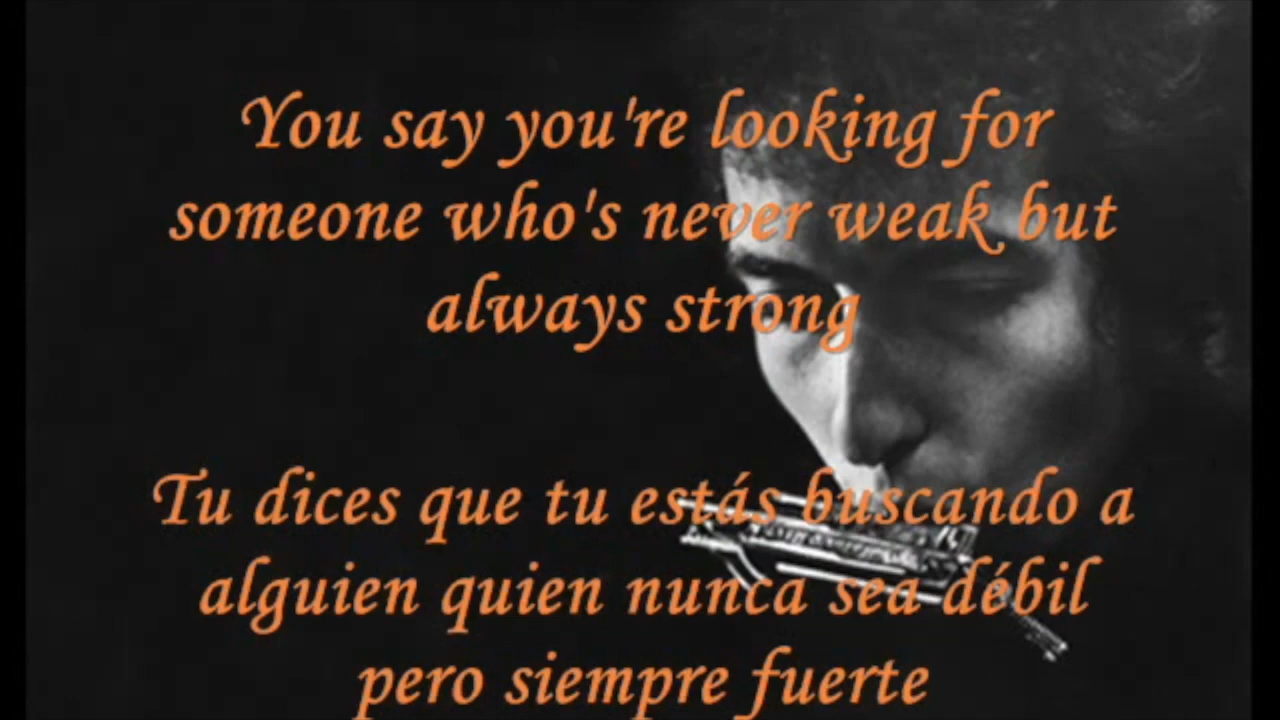 You say you're looking for
someone who's never weak but
always strong
Tu dices que tu estás buscando a
alguien quien nunca sea débil
pero siempre fuerte